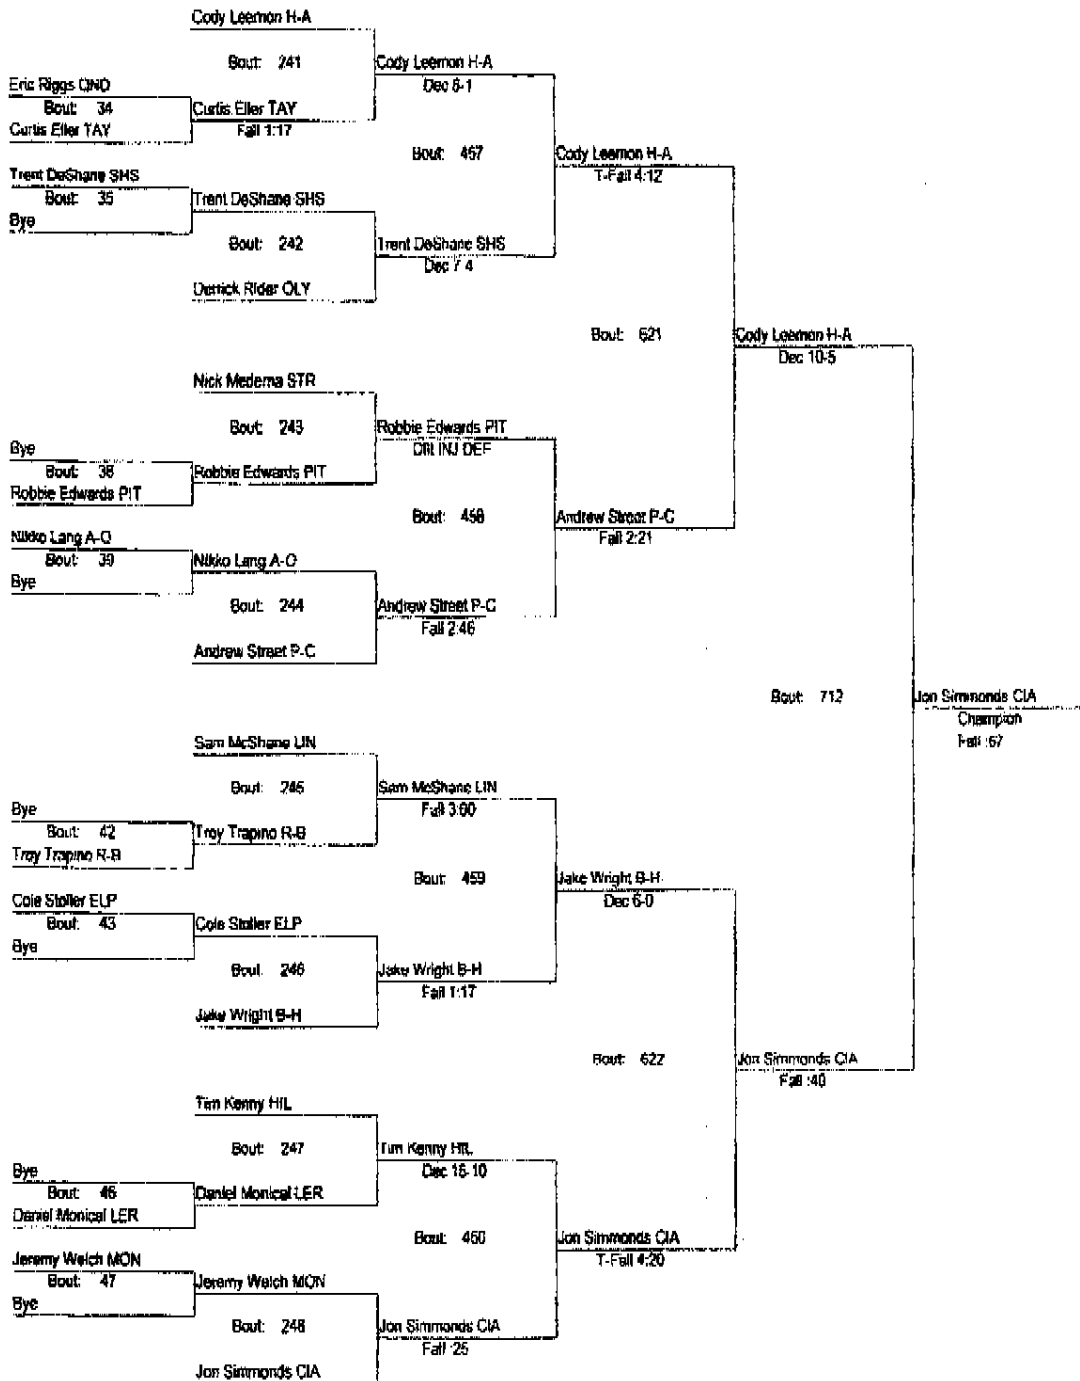 Cody Leemon H-A
Bout: 241
Cody Leemon H-A
Dec 6-1
Eric Riggs QNO
Bout: 34
Curtis Eller TAY
Curtis Eller TAY
Fall 1:17
Bout: 457
Cody Leemon H-A
T-Fall 4:12
Trent DeShane SHS
Bout: 35
Bye
Trent DeShane SHS
Bout: 242
Trent DeShane SHS
Dec 7-4
Derrick Rider OLY
Bout: 621
Cody Leemon H-A
Dec 10-5
Nick Medema STR
Bout: 243
Robbie Edwards PIT
INJ DEF
Bye
Bout: 38
Robbie Edwards PIT
Robbie Edwards PIT
Bout: 458
Andrew Street P-C
Fall 2:21
Nikko Lang A-O
Bout: 39
Bye
Nikko Lang A-O
Bout: 244
Andrew Street P-C
Fall 2:46
Andrew Street P-C
Bout: 712
Jon Simmonds CIA
Champion
Fall :57
Sam McShane LIN
Bout: 245
Sam McShane LIN
Fall 3:00
Bye
Bout: 42
Troy Trapino R-B
Troy Trapino R-B
Bout: 459
Jake Wright B-H
Dec 6-0
Cole Stoller ELP
Bout: 43
Bye
Cole Stoller ELP
Bout: 246
Jake Wright B-H
Fall 1:17
Jake Wright B-H
Bout: 622
Jon Simmonds CIA
Fall :40
Tim Kenny HIL
Bout: 247
Tim Kenny HIL
Dec 16-10
Bye
Bout: 46
Daniel Monical LER
Daniel Monical LER
Bout: 460
Jon Simmonds CIA
T-Fall 4:20
Jeremy Welch MON
Bout: 47
Bye
Jeremy Welch MON
Bout: 248
Jon Simmonds CIA
Fall :25
Jon Simmonds CIA